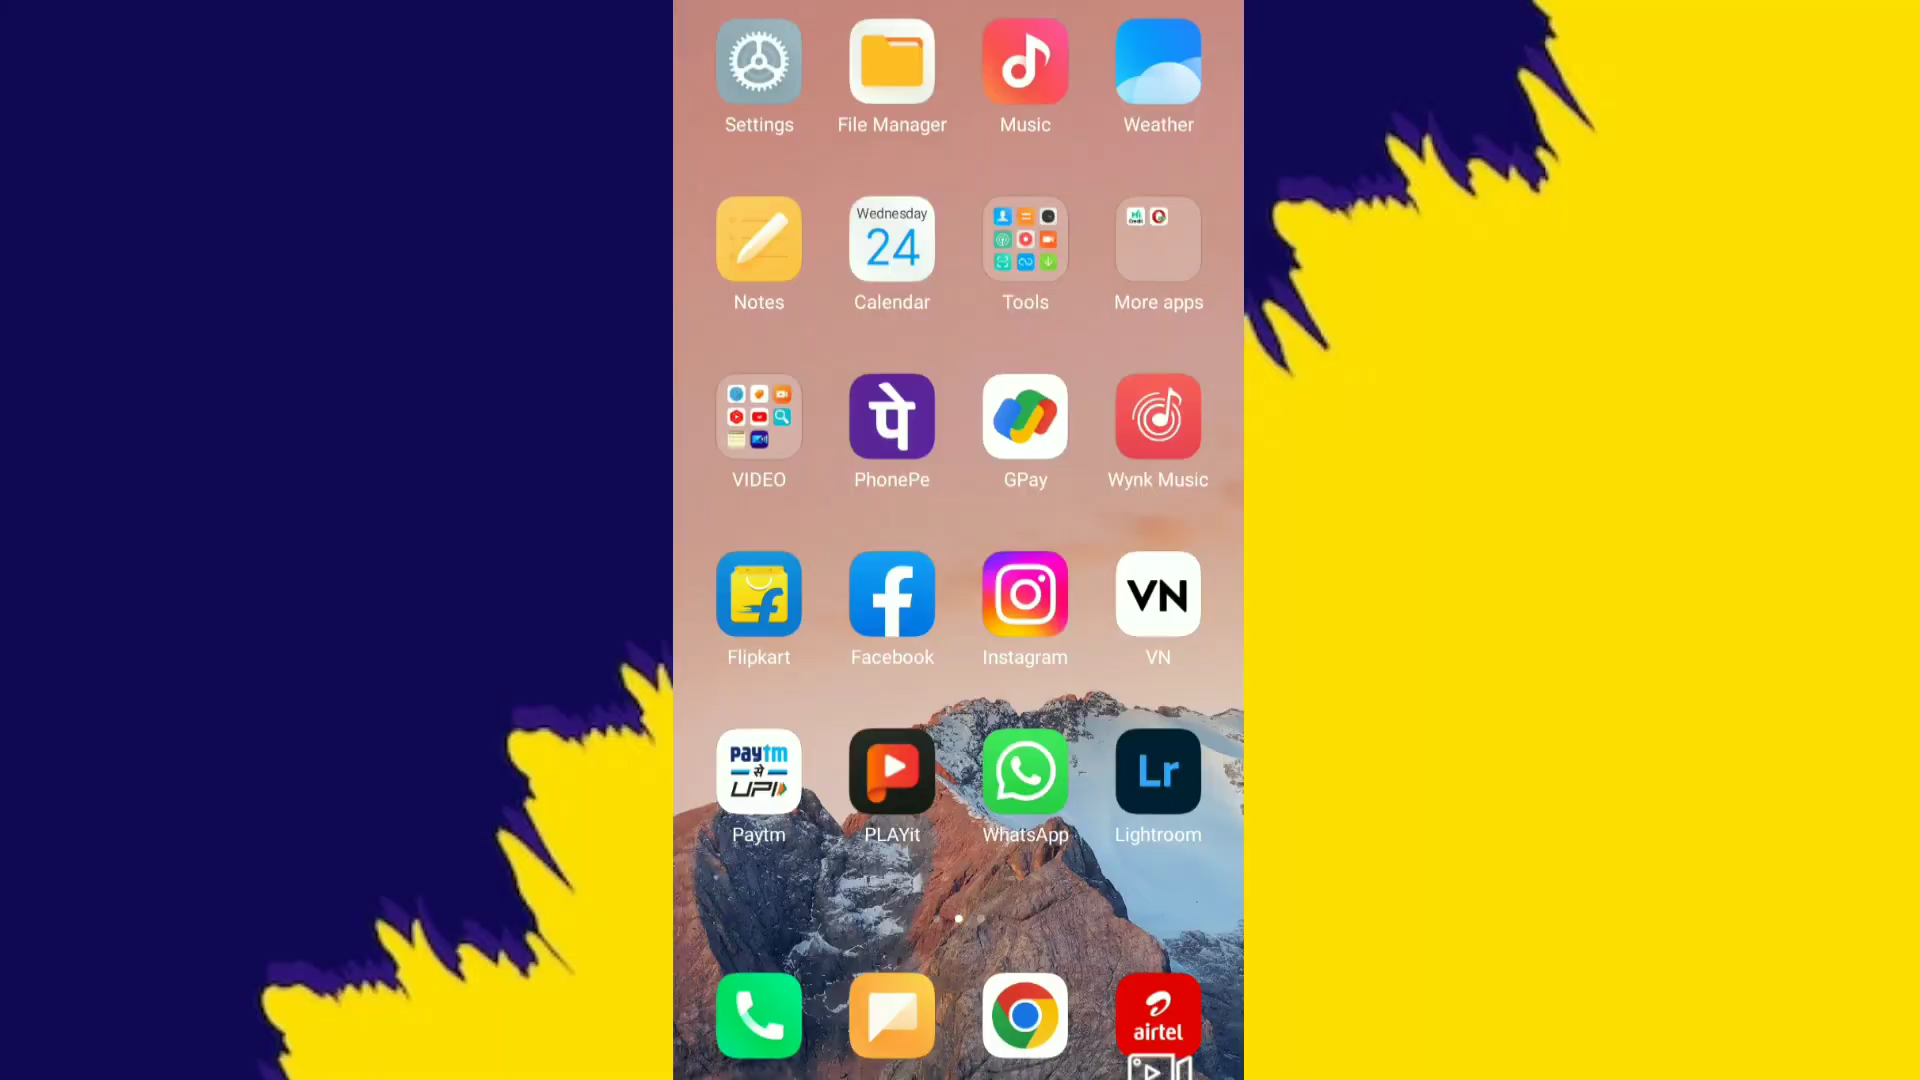 Settings
File Manager
Music
Weather
Wednesday
24
Notes
Calendar
Tools
More apps
पे
VIDEO
PhonePe
GPay
Wynk Music
VN
Flipkart
Facebook
Instagram
VN
paytm
से
UPI
Lr
Paytm
PLAYit
WhatsApp
Lightroom
airtel